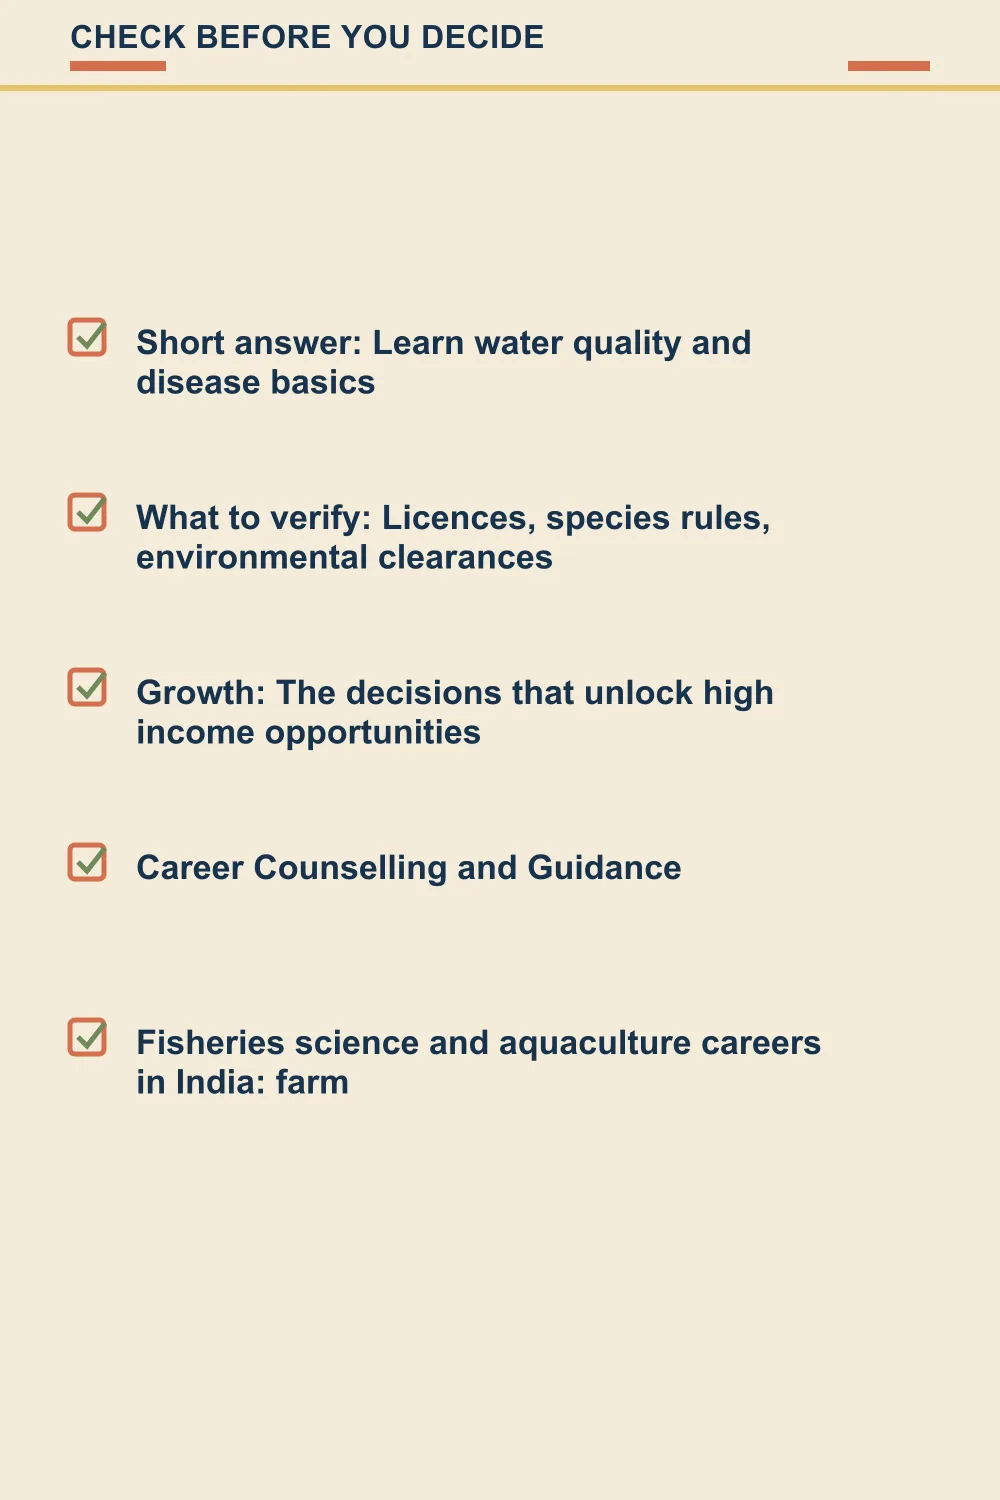 CHECK BEFORE YOU DECIDE
Short answer: Learn water quality and
disease basics
What to verify: Licences, species rules,
environmental clearances
Growth: The decisions that unlock high
income opportunities
Career Counselling and Guidance
Fisheries science and aquaculture careers
in India: farm